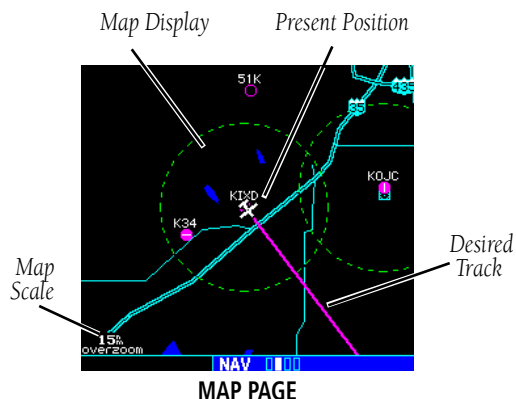 Map Display
Present Position
51K
435
35
KOJC
KIXD
K34
Desired
Track
Map
Scale
15nm
overzoom
NAV
MAP PAGE